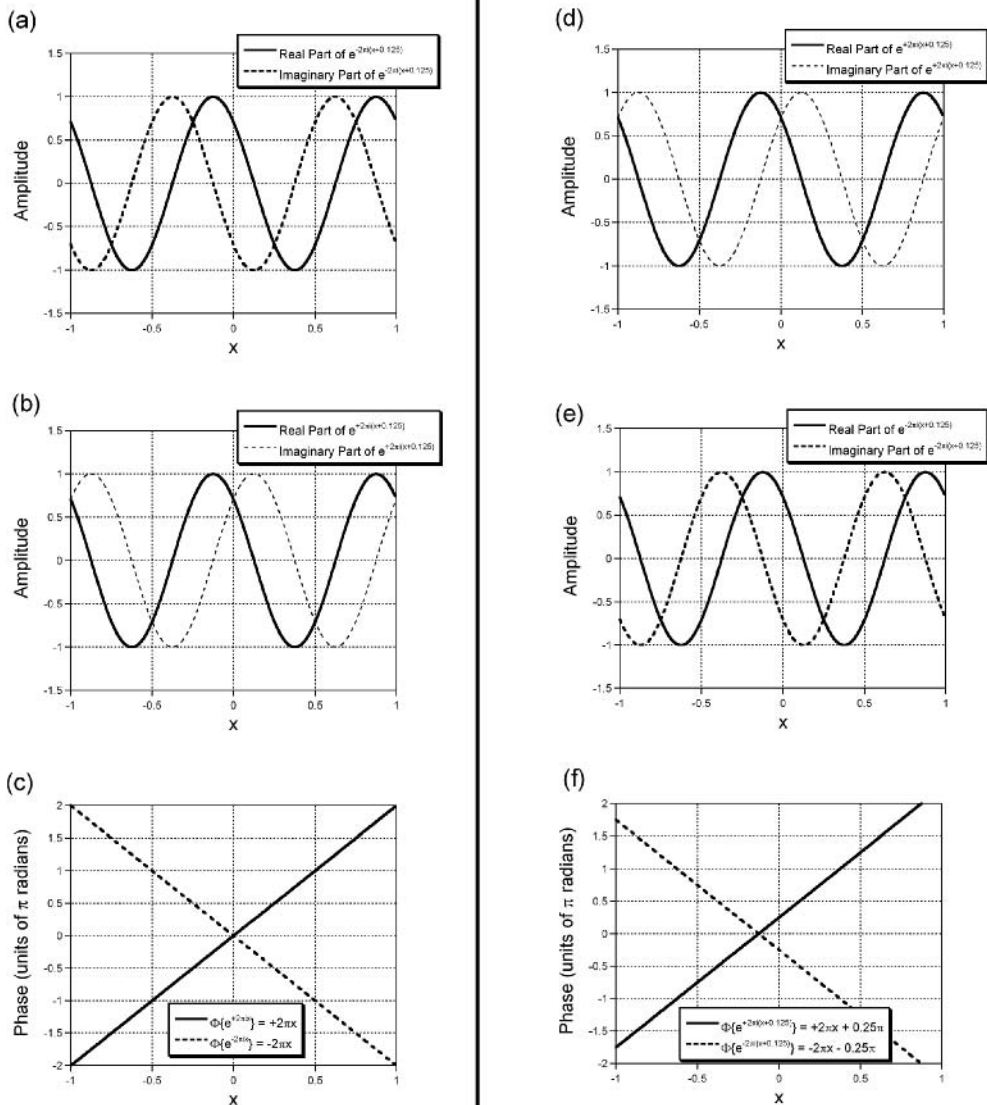 (a)
Real Part of e^-2πi(x+0.125)
Imaginary Part of e^-2πi(x+0.125)
1.5
1
0.5
0
-0.5
-1
-1.5
Amplitude
-1 -0.5 0 0.5 1
x
(b)
Real Part of e^+2πi(x+0.125)
Imaginary Part of e^+2πi(x+0.125)
1.5
1
0.5
0
-0.5
-1
-1.5
Amplitude
-1 -0.5 0 0.5 1
x
(c)
2
1.5
1
0.5
0
-0.5
-1
-1.5
-2
Phase (units of π radians)
Φ{e^+2πix} = +2πx
Φ{e^-2πix} = -2πx
-1 -0.5 0 0.5 1
x
(d)
Real Part of e^+2πi(x+0.125)
Imaginary Part of e^+2πi(x+0.125)
1.5
1
0.5
0
-0.5
-1
-1.5
Amplitude
-1 -0.5 0 0.5 1
x
(e)
Real Part of e^-2πi(x+0.125)
Imaginary Part of e^-2πi(x+0.125)
1.5
1
0.5
0
-0.5
-1
-1.5
Amplitude
-1 -0.5 0 0.5 1
x
(f)
2
1.5
1
0.5
0
-0.5
-1
-1.5
-2
Phase (units of π radians)
Φ{e^+2πi(x+0.125)} = +2πx + 0.25π
Φ{e^-2πi(x+0.125)} = -2πx - 0.25π
-1 -0.5 0 0.5 1
x